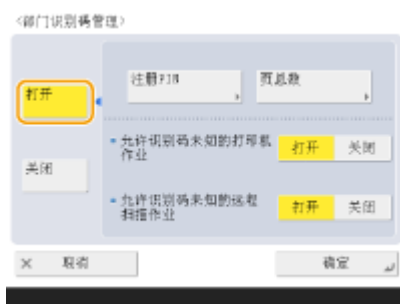 <部门识别码管理>
打开
注册PIN
页总数
允许识别码未知的打印机
作业
打开 关闭
关闭
允许识别码未知的远程
扫描作业
打开 关闭
取消
确定